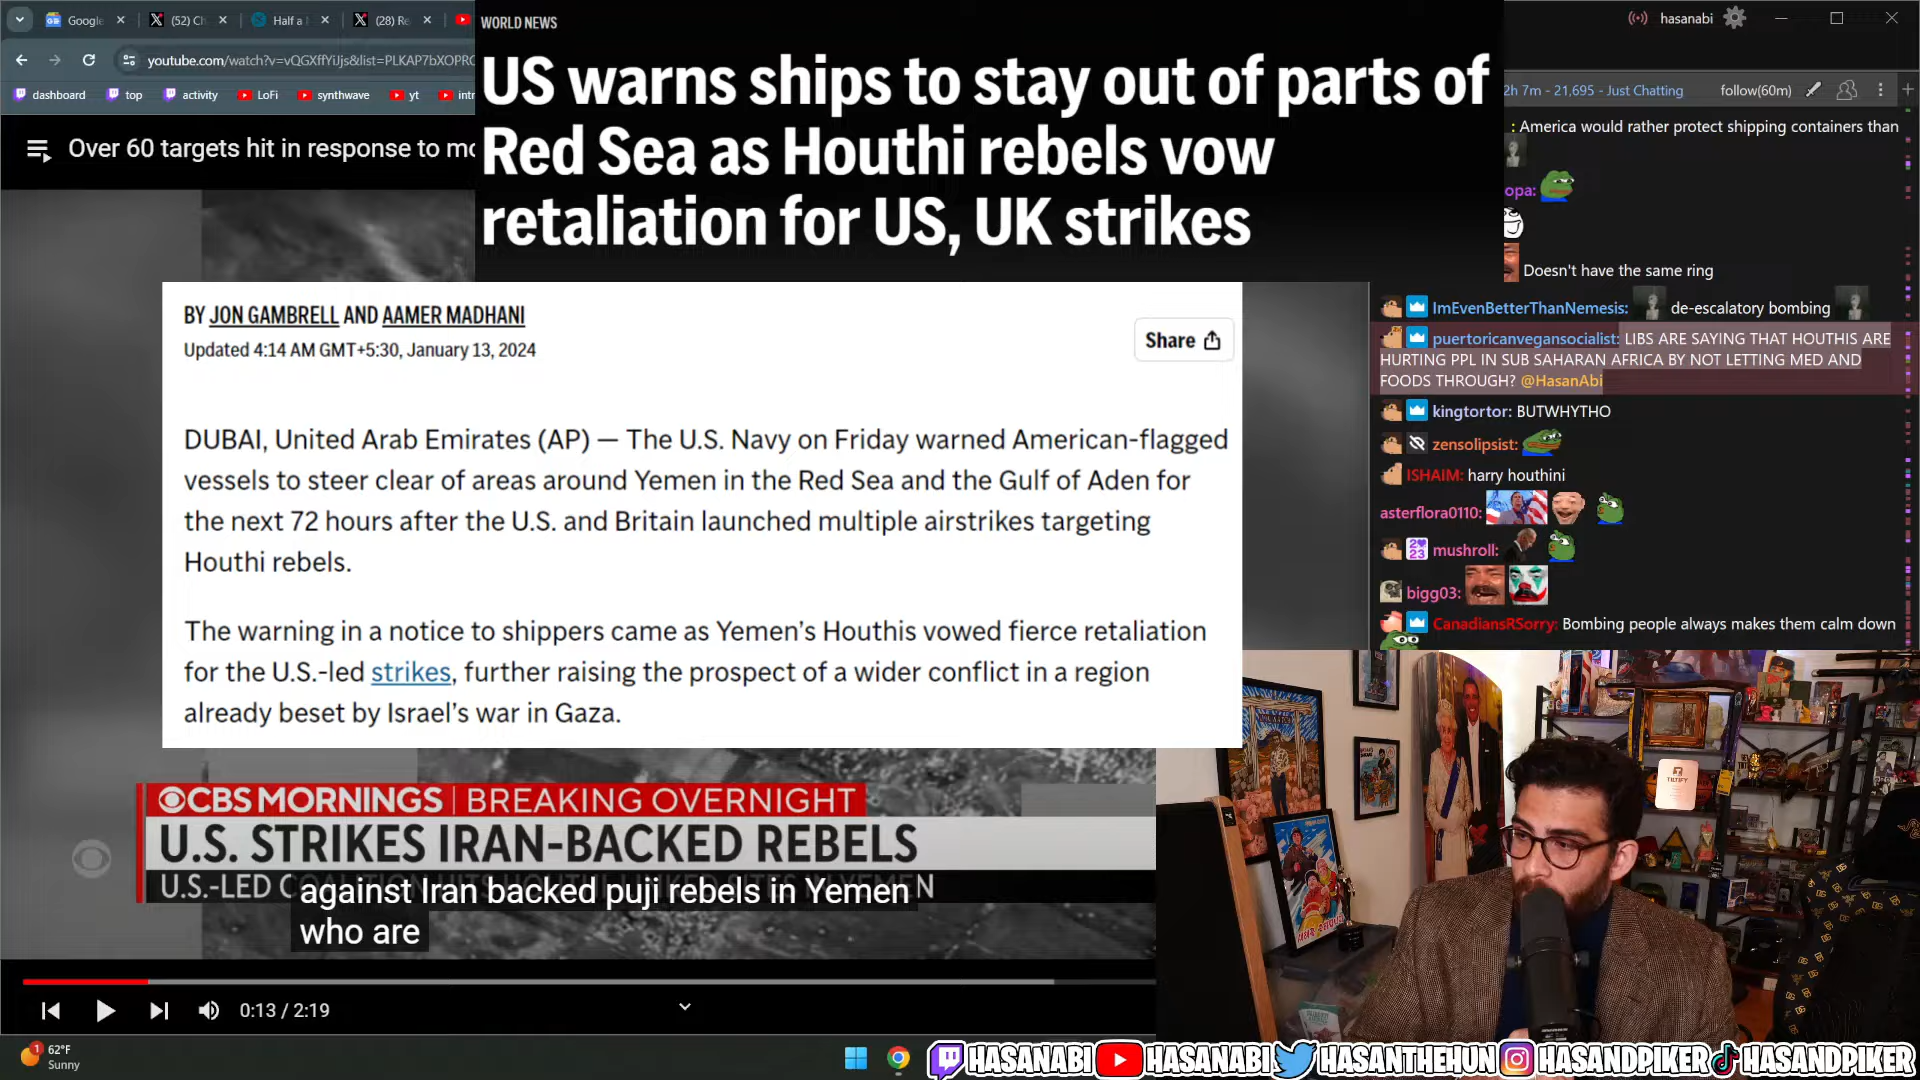 Google
(52) Ch
Half a
(28) Re
youtube.com/watch?v=vQGXffYiJjs&list=PLKAP7bXOPRC
dashboard
top
activity
LoFi
synthwave
yt
WORLD NEWS
US warns ships to stay out of parts of
Red Sea as Houthi rebels vow
retaliation for US, UK strikes
Over 60 targets hit in response to mo
BY JON GAMBRELL AND AAMER MADHANI
Updated 4:14 AM GMT+5:30, January 13, 2024
Share
DUBAI, United Arab Emirates (AP) — The U.S. Navy on Friday warned American-flagged
vessels to steer clear of areas around Yemen in the Red Sea and the Gulf of Aden for
the next 72 hours after the U.S. and Britain launched multiple airstrikes targeting
Houthi rebels.
The warning in a notice to shippers came as Yemen’s Houthis vowed fierce retaliation
for the U.S.-led strikes, further raising the prospect of a wider conflict in a region
already beset by Israel’s war in Gaza.
CBS MORNINGS | BREAKING OVERNIGHT
U.S. STRIKES IRAN-BACKED REBELS
U.S.-LED
against Iran backed puji rebels in Yemen
who are
0:13 / 2:19
1
62°F
Sunny
hasanabi
2h 7m - 21,695 - Just Chatting
follow(60m)
: America would rather protect shipping containers than
opa:
Doesn't have the same ring
ImEvenBetterThanNemesis: de-escalatory bombing
puertoricanvegansocialist: LIBS ARE SAYING THAT HOUTHIS ARE
HURTING PPL IN SUB SAHARAN AFRICA BY NOT LETTING MED AND
FOODS THROUGH? @HasanAbi
kingtortor: BUTWHYTHO
zensolipsist:
ISHAIM: harry houthini
asterflora0110:
mushroll:
bigg03:
CanadiansRSorry: Bombing people always makes them calm down
TILTIFY
HASANABI
HASANABI
HASANTHEHUN
HASANDPIKER
HASANDPIKER